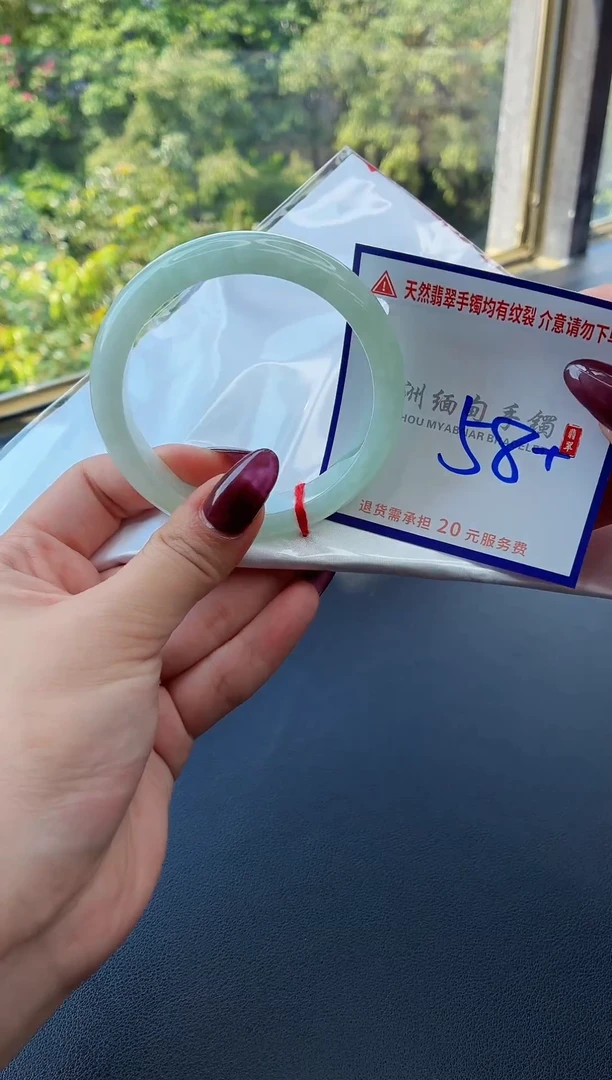 天然翡翠手镯均有纹裂 介意请勿下单
洲缅甸手镯
HOU MYANMAR BRACELE
翡翠
58+
退货需承担 20 元服务费